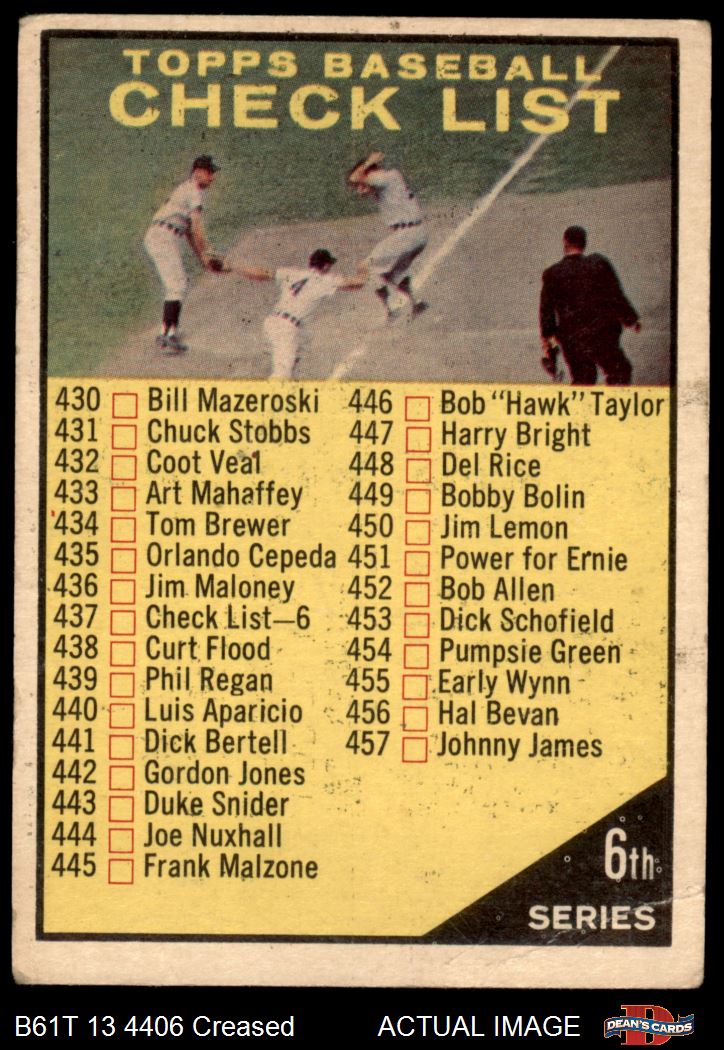 TOPPS BASEBALL
CHECK LIST
4
430 Bill Mazeroski
431 Chuck Stobbs
432 Coot Veal
433 Art Mahaffey
434 Tom Brewer
435 Orlando Cepeda
436 Jim Maloney
437 Check List—6
438 Curt Flood
439 Phil Regan
440 Luis Aparicio
441 Dick Bertell
442 Gordon Jones
443 Duke Snider
444 Joe Nuxhall
445 Frank Malzone
446 Bob "Hawk" Taylor
447 Harry Bright
448 Del Rice
449 Bobby Bolin
450 Jim Lemon
451 Power for Ernie
452 Bob Allen
453 Dick Schofield
454 Pumpsie Green
455 Early Wynn
456 Hal Bevan
457 Johnny James
6th
SERIES
B61T 13 4406 Creased
ACTUAL IMAGE
D
DEAN'S CARDS